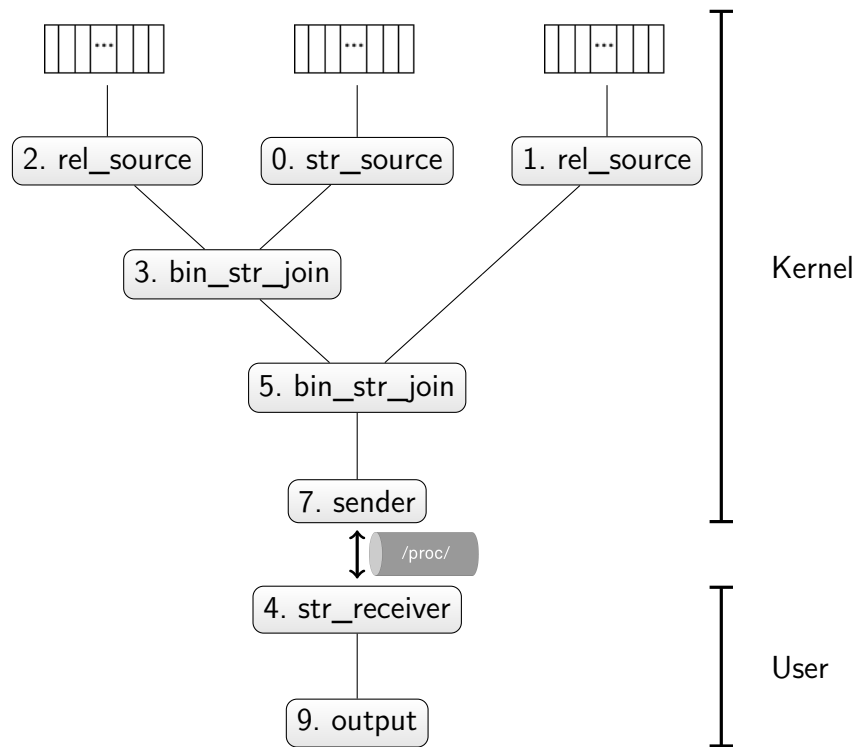 ... ... ...
2. rel_source 0. str_source 1. rel_source
3. bin_str_join
Kernel
5. bin_str_join
7. sender
/proc/
4. str_receiver
User
9. output